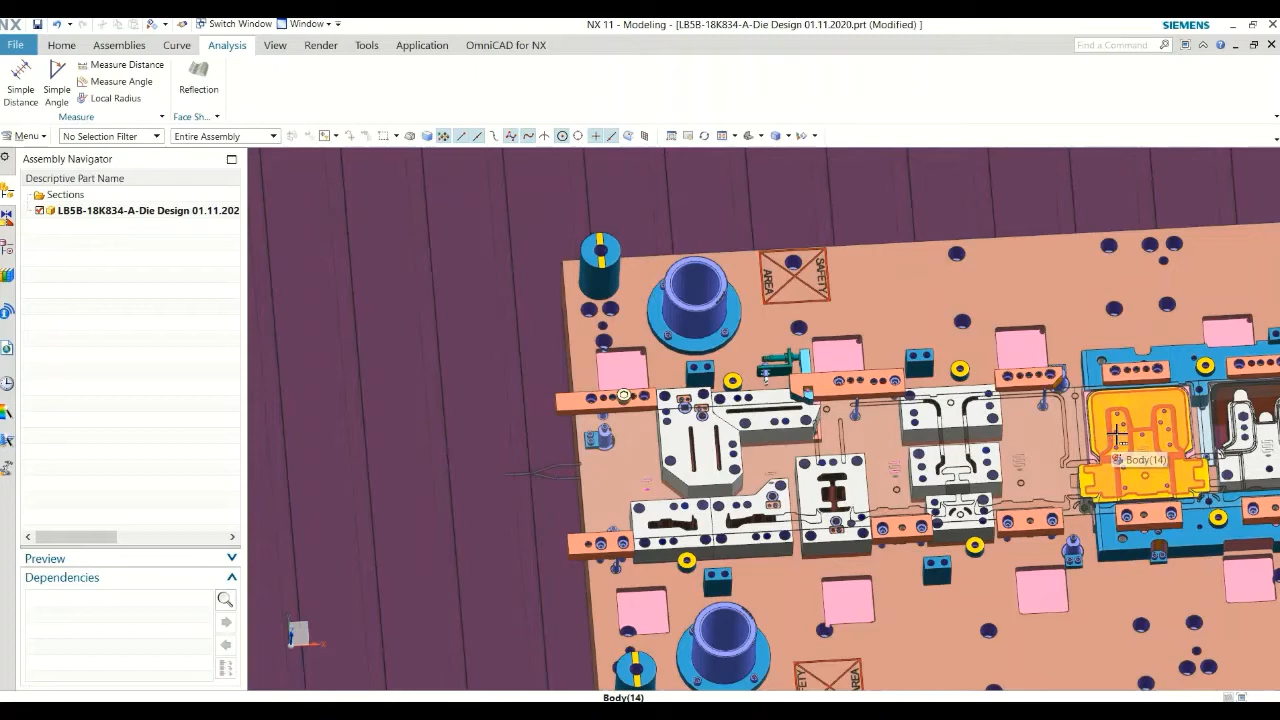 NX
Switch Window
Window
NX 11 - Modeling - [LB5B-18K834-A-Die Design 01.11.2020.prt (Modified) ]
SIEMENS
File
Home
Assemblies
Curve
Analysis
View
Render
Tools
Application
OmniCAD for NX
Find a Command
Simple Distance
Simple Angle
Measure Distance
Measure Angle
Local Radius
Reflection
Measure
Face Sh...
Menu
No Selection Filter
Entire Assembly
Assembly Navigator
Descriptive Part Name
Sections
LB5B-18K834-A-Die Design 01.11.202
Preview
Dependencies
SAFETY
AREA
Body(14)
AREA
X
Body(14)